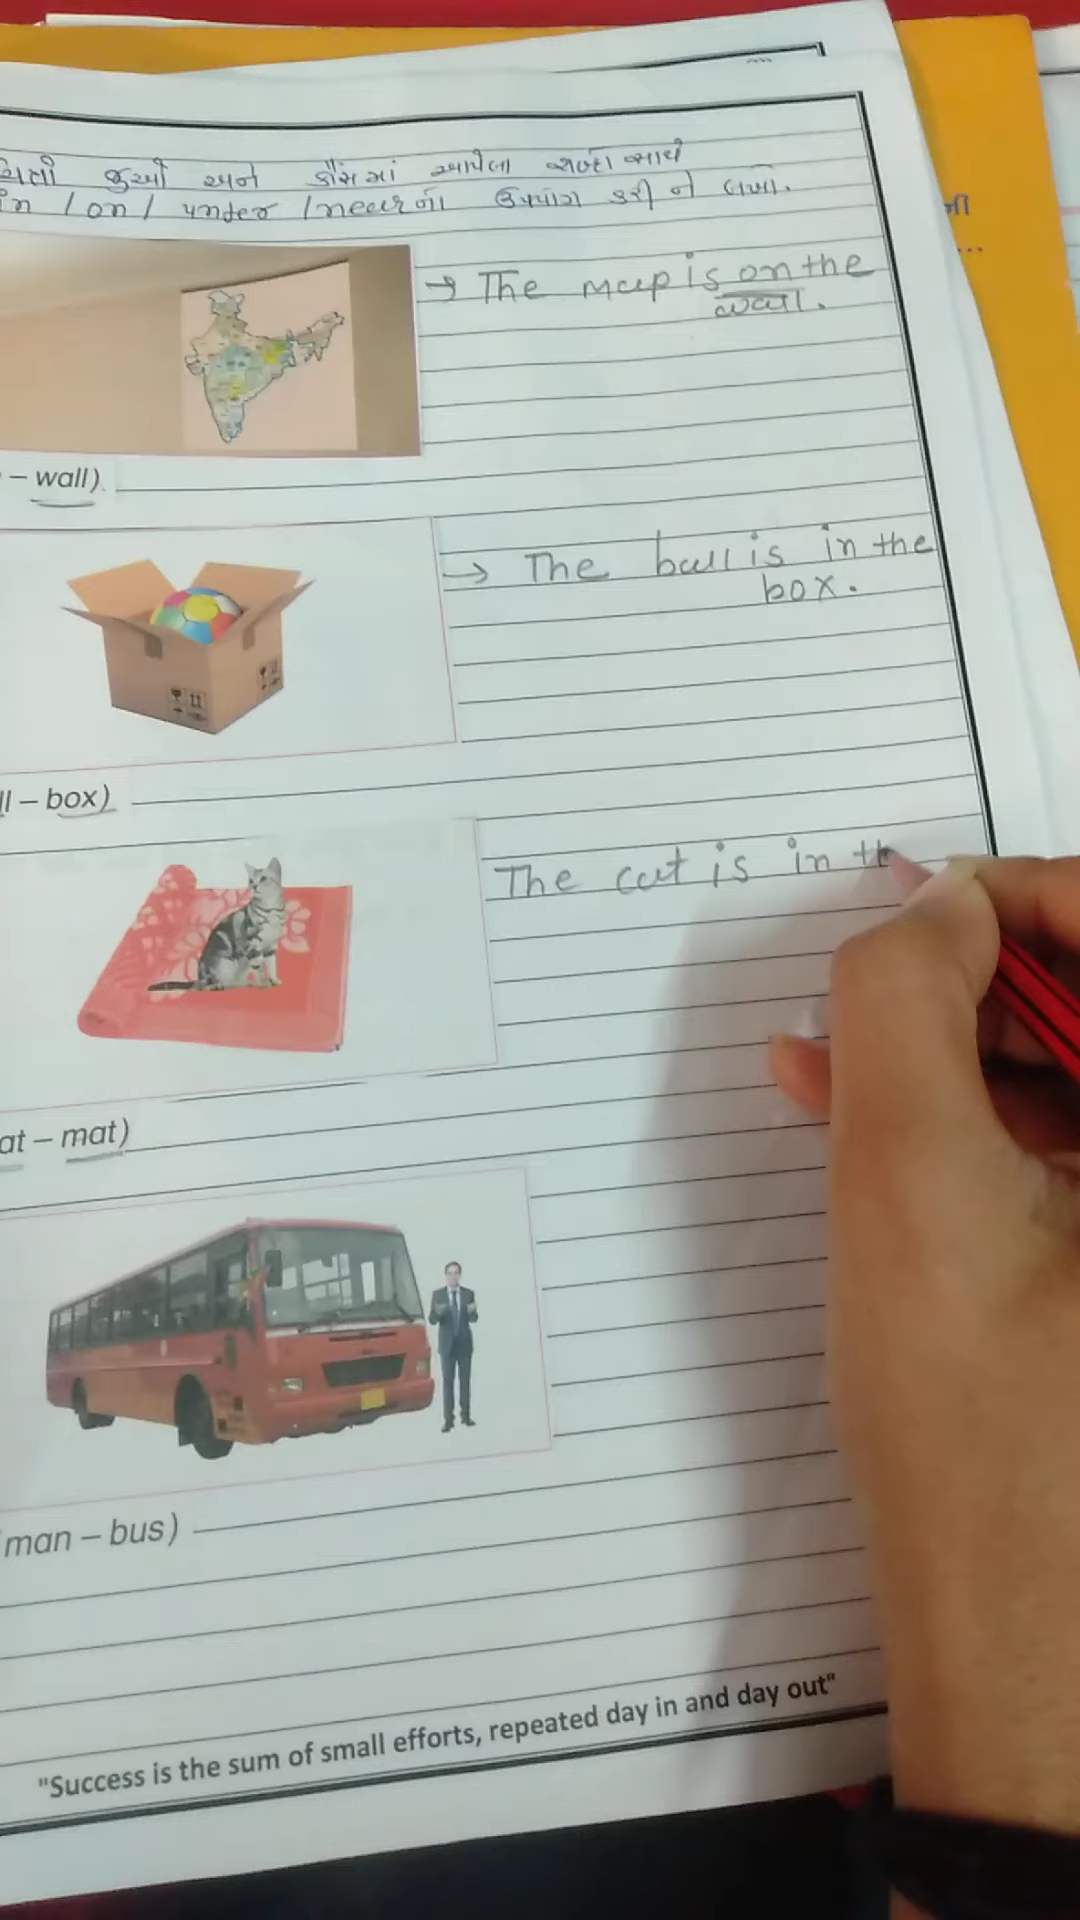 જુઓ અને કૌંસમાં આપેલા શબ્દો સાથે
in / on / under / near નો ઉપયોગ કરી ને લખો.
ની
...
→ The map is on the
wall.
– wall)
→ The ball is in the
box.
ll – box)
The cat is in th
at – mat)
(man – bus)
"Success is the sum of small efforts, repeated day in and day out"